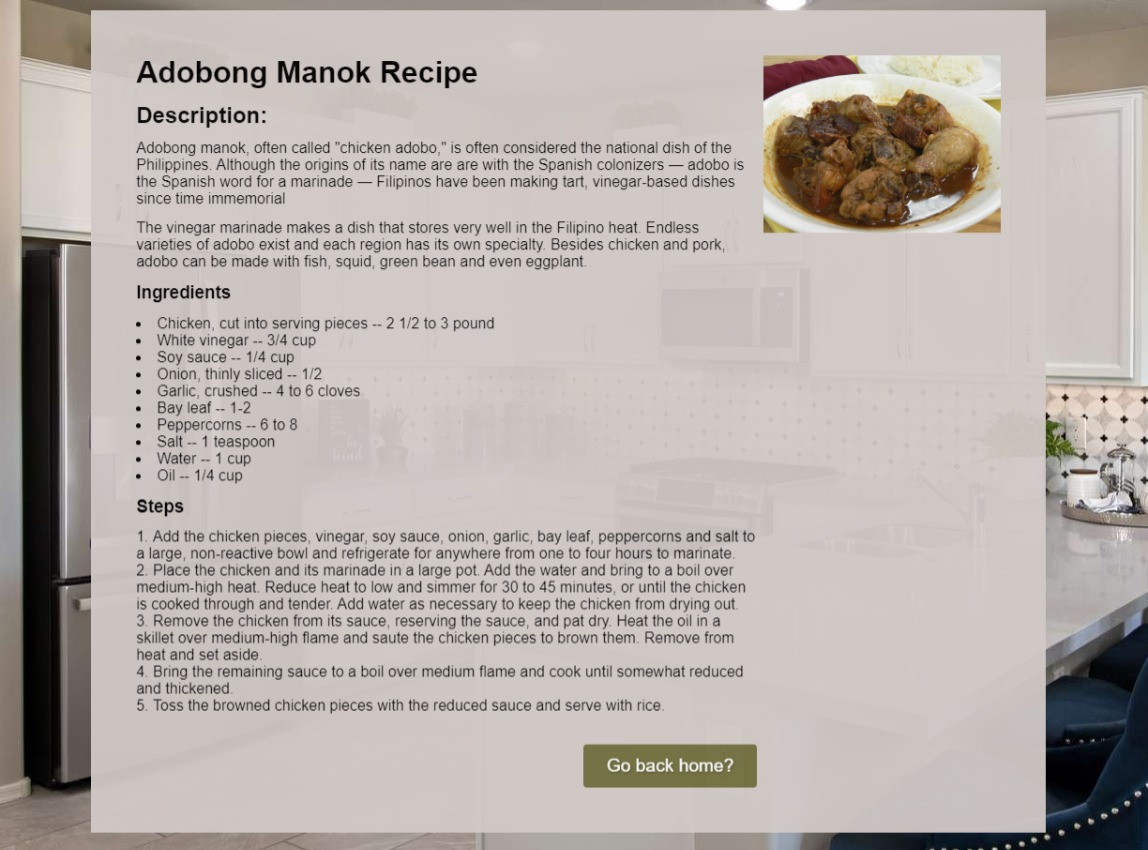 Adobong Manok Recipe
Description:
Adobong manok, often called "chicken adobo," is often considered the national dish of the
Philippines. Although the origins of its name are are with the Spanish colonizers — adobo is
the Spanish word for a marinade — Filipinos have been making tart, vinegar-based dishes
since time immemorial
The vinegar marinade makes a dish that stores very well in the Filipino heat. Endless
varieties of adobo exist and each region has its own specialty. Besides chicken and pork,
adobo can be made with fish, squid, green bean and even eggplant.
Ingredients
• Chicken, cut into serving pieces -- 2 1/2 to 3 pound
• White vinegar -- 3/4 cup
• Soy sauce -- 1/4 cup
• Onion, thinly sliced -- 1/2
• Garlic, crushed -- 4 to 6 cloves
• Bay leaf -- 1-2
• Peppercorns -- 6 to 8
• Salt -- 1 teaspoon
• Water -- 1 cup
• Oil -- 1/4 cup
Steps
1. Add the chicken pieces, vinegar, soy sauce, onion, garlic, bay leaf, peppercorns and salt to
a large, non-reactive bowl and refrigerate for anywhere from one to four hours to marinate.
2. Place the chicken and its marinade in a large pot. Add the water and bring to a boil over
medium-high heat. Reduce heat to low and simmer for 30 to 45 minutes, or until the chicken
is cooked through and tender. Add water as necessary to keep the chicken from drying out.
3. Remove the chicken from its sauce, reserving the sauce, and pat dry. Heat the oil in a
skillet over medium-high flame and saute the chicken pieces to brown them. Remove from
heat and set aside.
4. Bring the remaining sauce to a boil over medium flame and cook until somewhat reduced
and thickened.
5. Toss the browned chicken pieces with the reduced sauce and serve with rice.
Go back home?